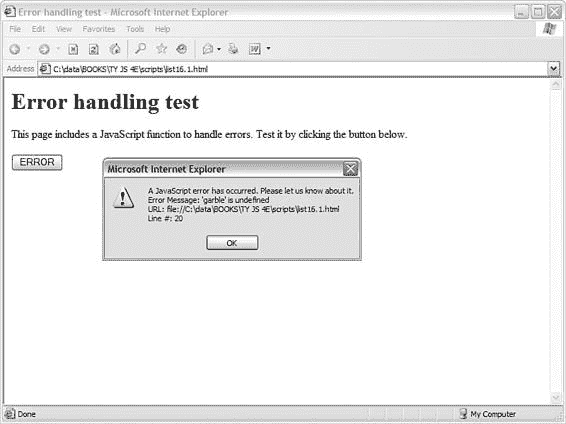 Error handling test - Microsoft Internet Explorer
File Edit View Favorites Tools Help
Address C:\data\BOOKS\TY JS 4E\scripts\list16.1.html
Error handling test
This page includes a JavaScript function to handle errors. Test it by clicking the button below.
ERROR
Microsoft Internet Explorer
A JavaScript error has occurred. Please let us know about it.
Error Message: 'garble' is undefined
URL: file://C:\data\BOOKS\TY JS 4E\scripts\list16.1.html
Line #: 20
OK
Done My Computer